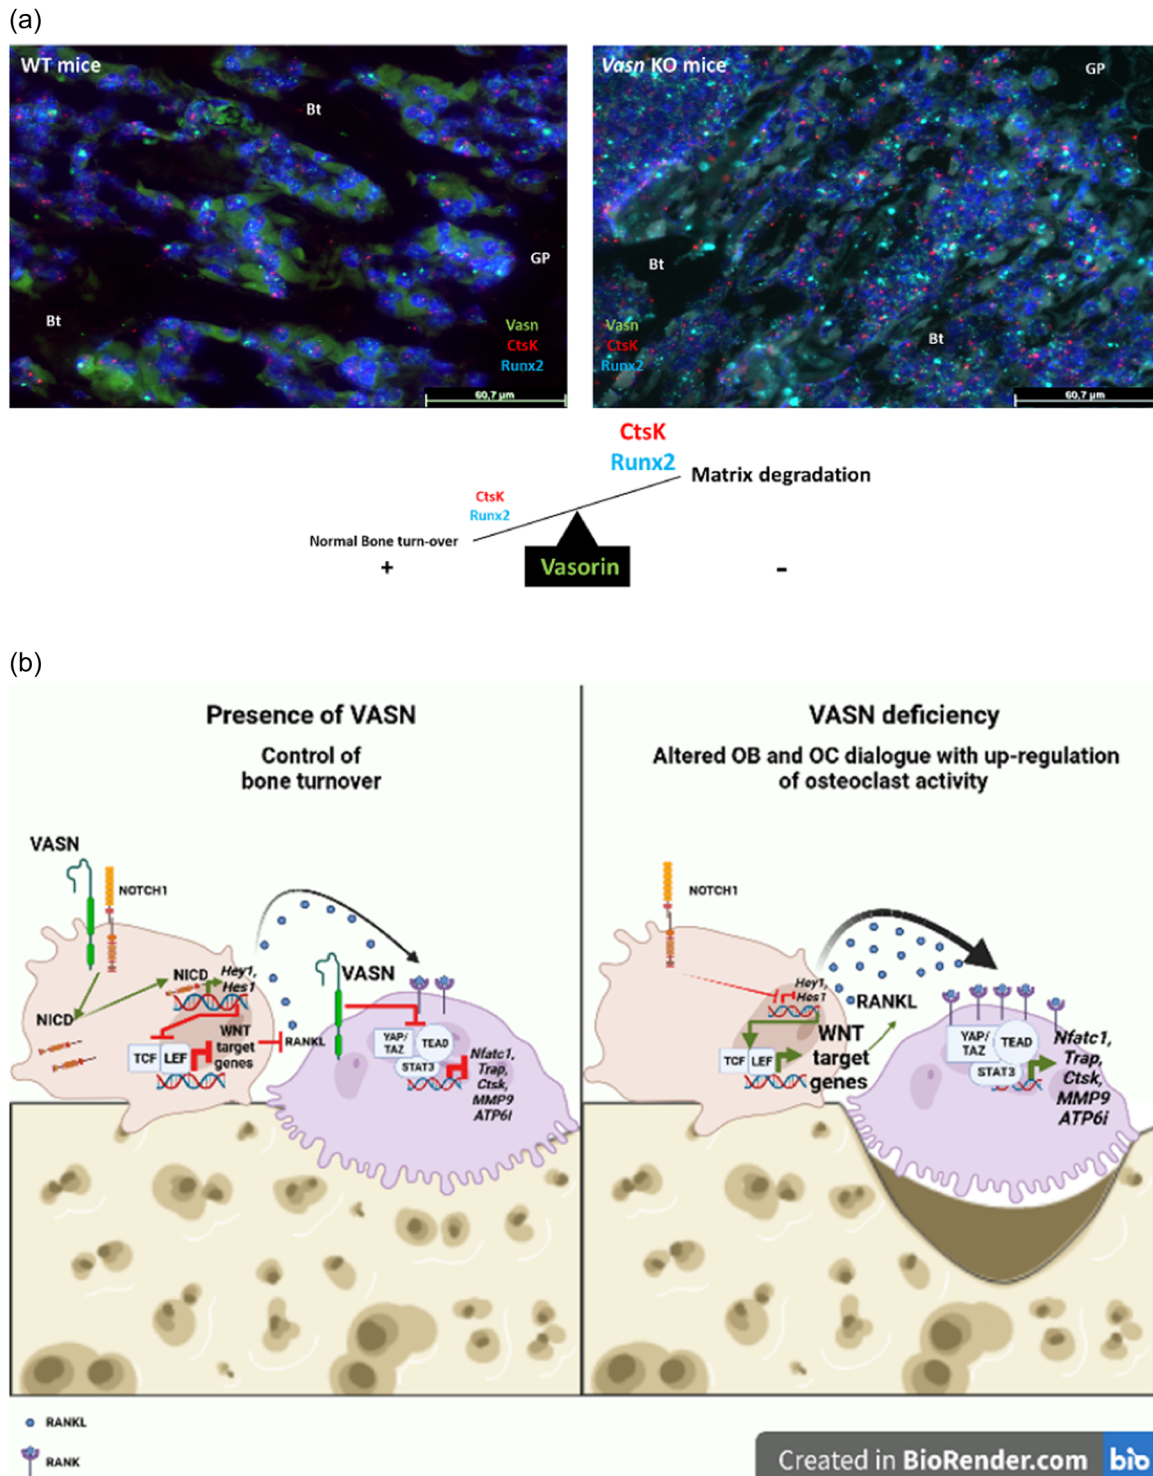 (a)
WT mice
Bt
GP
Bt
Vasn
CtsK
Runx2
60,7 µm
Vasn KO mice
GP
Bt
Bt
Vasn
CtsK
Runx2
60,7 µm
CtsK
Runx2
Matrix degradation
CtsK
Runx2
Normal Bone turn-over
+
Vasorin
-
(b)
Presence of VASN
Control of
bone turnover
VASN
NOTCH1
NICD
Hey1,
Hes1
NICD
TCF
LEF
WNT
target
genes
RANKL
VASN
YAP/
TAZ
TEAD
STAT3
Nfatc1,
Trap,
Ctsk,
MMP9
ATP6i
VASN deficiency
Altered OB and OC dialogue with up-regulation
of osteoclast activity
NOTCH1
Hey1,
Hes1
RANKL
TCF
LEF
WNT
target
genes
YAP/
TAZ
TEAD
STAT3
Nfatc1,
Trap,
Ctsk,
MMP9
ATP6i
RANKL
RANK
Created in BioRender.com
bio